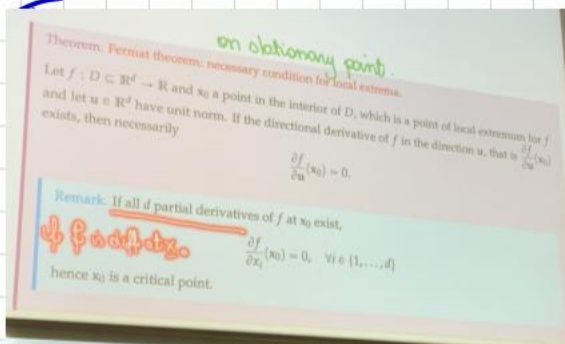 on stationary point.
Theorem. Fermat theorem: necessary condition for local extrema.
Let f : D ⊆ ℝᵈ → ℝ and x₀ a point in the interior of D, which is a point of local extremum for f
and let u ∈ ℝᵈ have unit norm. If the directional derivative of f in the direction u, that is ∂f/∂u (x₀)
exists, then necessarily
∂f/∂u (x₀) = 0.
Remark. If all d partial derivatives of f at x₀ exist,
if f is diff at x₀
∂f/∂xᵢ (x₀) = 0, ∀i ∈ {1,…,d}
hence x₀ is a critical point.